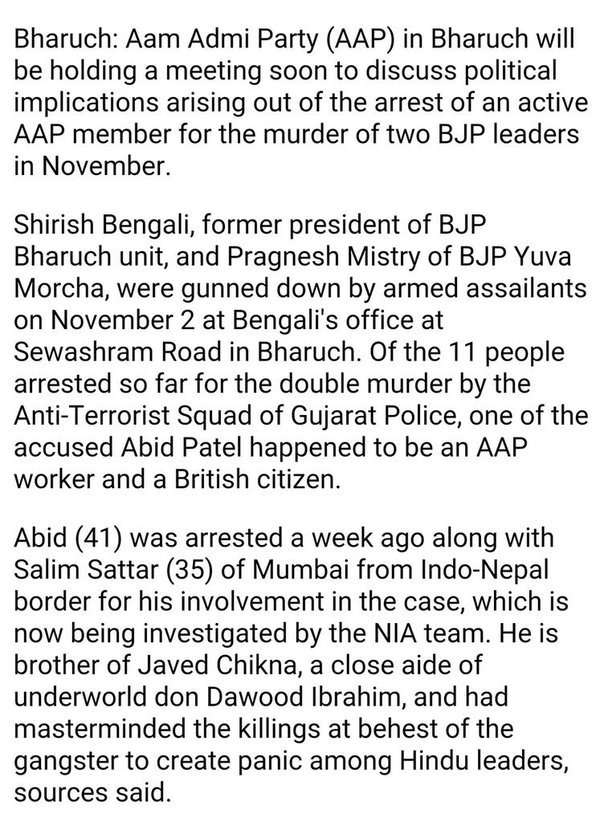 Bharuch: Aam Admi Party (AAP) in Bharuch will
be holding a meeting soon to discuss political
implications arising out of the arrest of an active
AAP member for the murder of two BJP leaders
in November.
Shirish Bengali, former president of BJP
Bharuch unit, and Pragnesh Mistry of BJP Yuva
Morcha, were gunned down by armed assailants
on November 2 at Bengali's office at
Sewashram Road in Bharuch. Of the 11 people
arrested so far for the double murder by the
Anti-Terrorist Squad of Gujarat Police, one of the
accused Abid Patel happened to be an AAP
worker and a British citizen.
Abid (41) was arrested a week ago along with
Salim Sattar (35) of Mumbai from Indo-Nepal
border for his involvement in the case, which is
now being investigated by the NIA team. He is
brother of Javed Chikna, a close aide of
underworld don Dawood Ibrahim, and had
masterminded the killings at behest of the
gangster to create panic among Hindu leaders,
sources said.